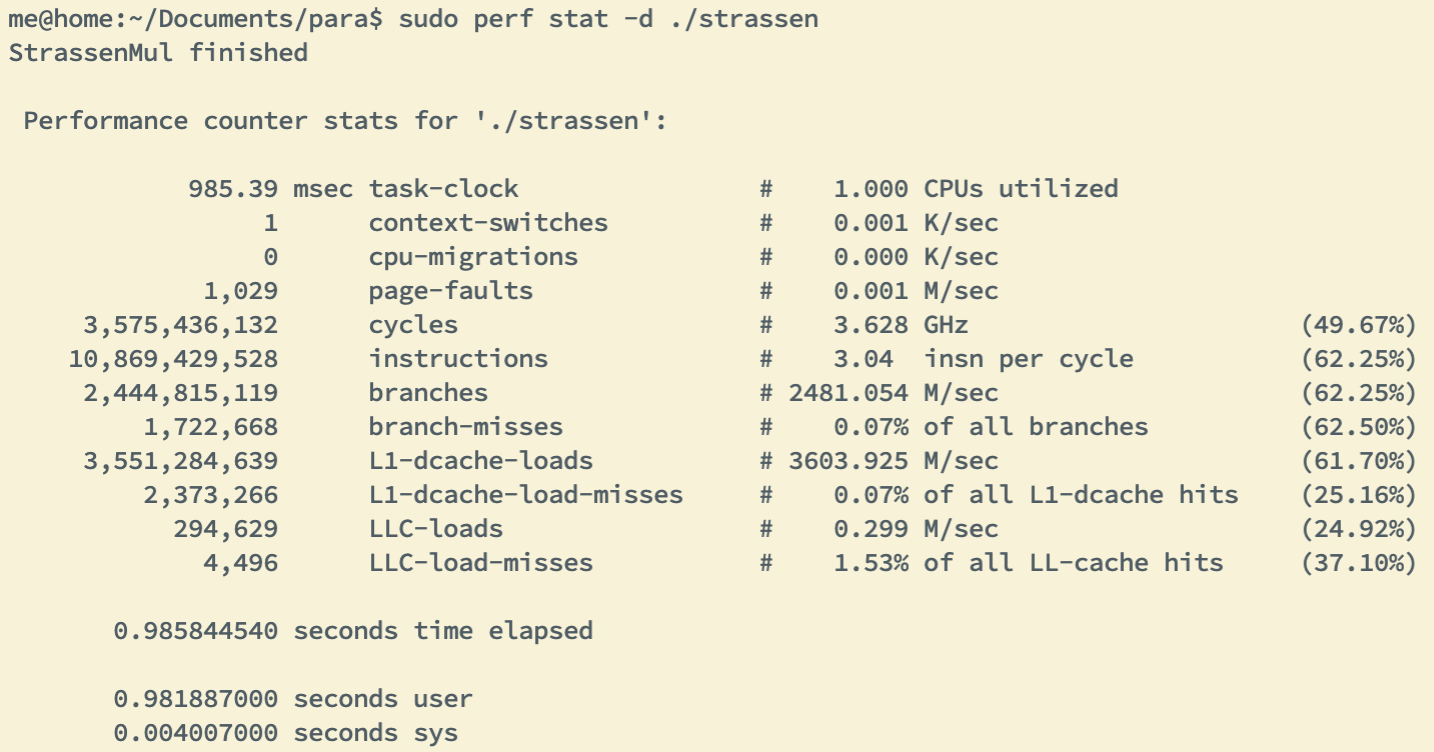 me@home:~/Documents/para$ sudo perf stat -d ./strassen
StrassenMul finished
Performance counter stats for './strassen':
985.39 msec task-clock # 1.000 CPUs utilized
1 context-switches # 0.001 K/sec
0 cpu-migrations # 0.000 K/sec
1,029 page-faults # 0.001 M/sec
3,575,436,132 cycles # 3.628 GHz (49.67%)
10,869,429,528 instructions # 3.04 insn per cycle (62.25%)
2,444,815,119 branches # 2481.054 M/sec (62.25%)
1,722,668 branch-misses # 0.07% of all branches (62.50%)
3,551,284,639 L1-dcache-loads # 3603.925 M/sec (61.70%)
2,373,266 L1-dcache-load-misses # 0.07% of all L1-dcache hits (25.16%)
294,629 LLC-loads # 0.299 M/sec (24.92%)
4,496 LLC-load-misses # 1.53% of all LL-cache hits (37.10%)
0.985844540 seconds time elapsed
0.981887000 seconds user
0.004007000 seconds sys